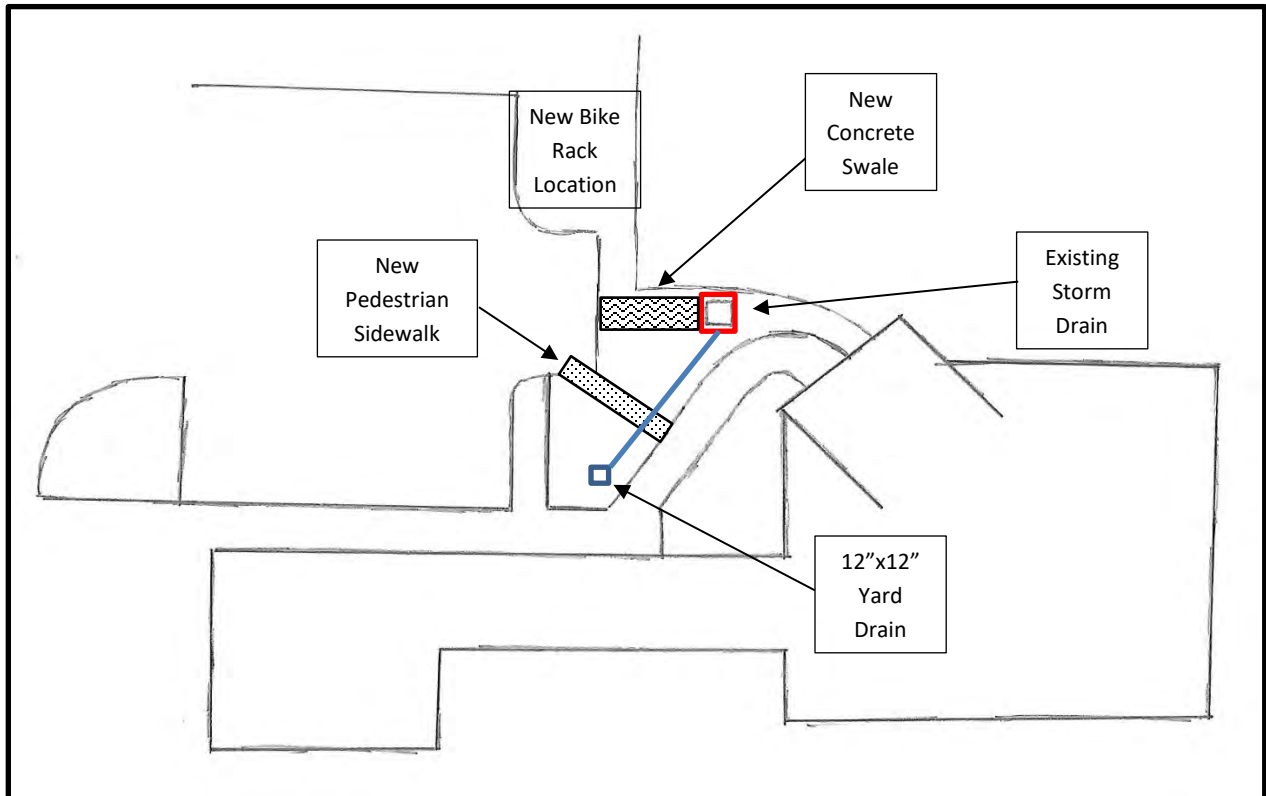 New Bike
Rack
Location
New
Concrete
Swale
New
Pedestrian
Sidewalk
Existing
Storm
Drain
12”x12”
Yard
Drain